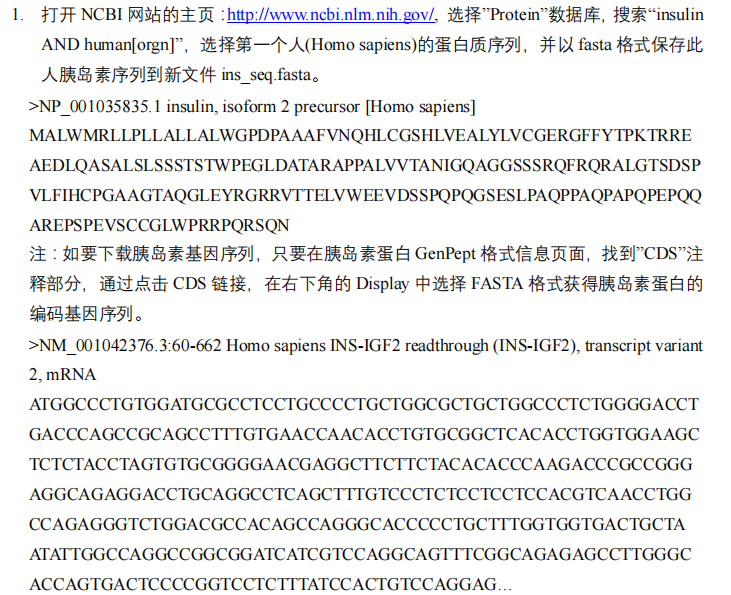 1. 打开 NCBI 网站的主页：http://www.ncbi.nlm.nih.gov/, 选择”Protein”数据库, 搜索“insulin
AND human[orgn]”，选择第一个人(Homo sapiens)的蛋白质序列，并以 fasta 格式保存此
人胰岛素序列到新文件 ins_seq.fasta。
>NP_001035835.1 insulin, isoform 2 precursor [Homo sapiens]
MALWMRLLPLLALLALWGPDPAAAFVNQHLCGSHLVEALYLVCGERGFFYTPKTRRE
AEDLQASALSLSSSTSTWPEGLDATARAPPALVVTANIGQAGGSSSRQFRQRALGTSDSP
VLFIHCPGAAGTAQGLEYRGRRVTTELVWEEVDSSPQPQGSESLPAQPPAQPAPQPEPQQ
AREPSPEVSCCGLWPRRPQRSQN
注：如要下载胰岛素基因序列，只要在胰岛素蛋白 GenPept 格式信息页面，找到”CDS”注
释部分，通过点击 CDS 链接，在右下角的 Display 中选择 FASTA 格式获得胰岛素蛋白的
编码基因序列。
>NM_001042376.3:60-662 Homo sapiens INS-IGF2 readthrough (INS-IGF2), transcript variant
2, mRNA
ATGGCCCTGTGGATGCGCCTCCTGCCCCTGCTGGCGCTGCTGGCCCTCTGGGGACCT
GACCCAGCCGCAGCCTTTGTGAACCAACACCTGTGCGGCTCACACCTGGTGGAAGC
TCTCTACCTAGTGTGCGGGGAACGAGGCTTCTTCTACACACCCAAGACCCGCCGGG
AGGCAGAGGACCTGCAGGCCTCAGCTTTGTCCCTCTCCTCCTCCACGTCAACCTGG
CCAGAGGGTCTGGACGCCACAGCCAGGGCACCCCCTGCTTTGGTGGTGACTGCTA
ATATTGGCCAGGCCGGCGGATCATCGTCCAGGCAGTTTCGGCAGAGAGCCTTGGGC
ACCAGTGACTCCCCGGTCCTCTTTATCCACTGTCCAGGAG…